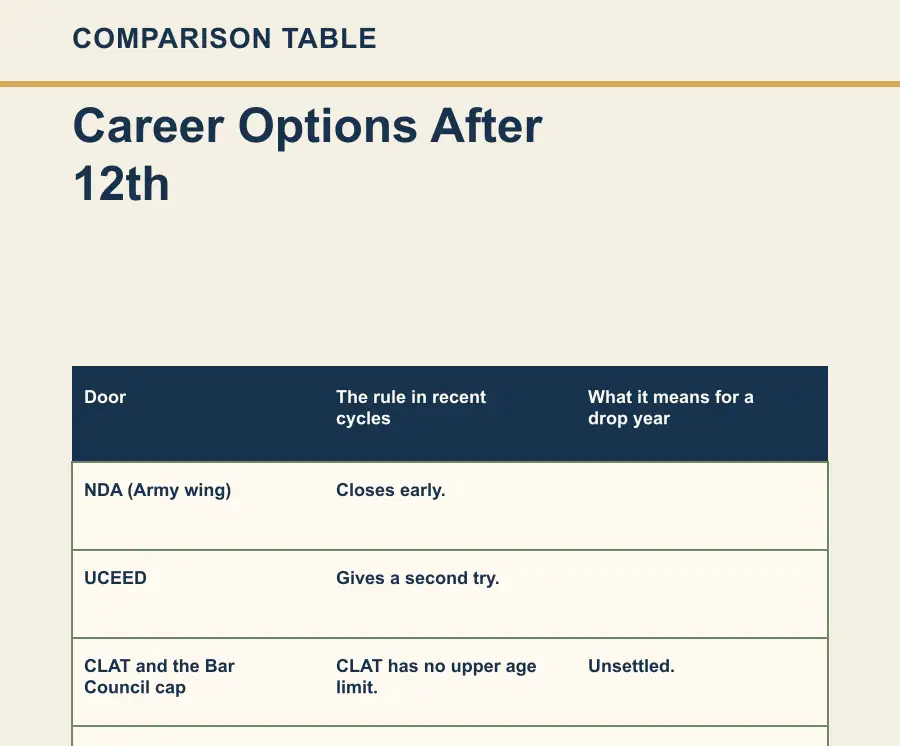 COMPARISON TABLE
Career Options After
12th
Door
The rule in recent
cycles
What it means for a
drop year
NDA (Army wing)
Closes early.
UCEED
Gives a second try.
CLAT and the Bar
Council cap
CLAT has no upper age
limit.
Unsettled.